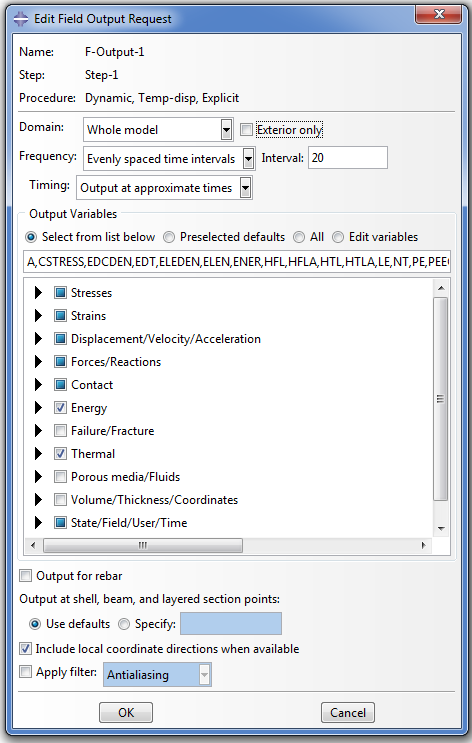 Edit Field Output Request
Name: F-Output-1
Step: Step-1
Procedure: Dynamic, Temp-disp, Explicit
Domain: Whole model Exterior only
Frequency: Evenly spaced time intervals Interval: 20
Timing: Output at approximate times
Output Variables
Select from list below Preselected defaults All Edit variables
A,CSTRESS,EDCDEN,EDT,ELEDEN,ELEN,ENER,HFL,HFLA,HTL,HTLA,LE,NT,PE,PEE
Stresses
Strains
Displacement/Velocity/Acceleration
Forces/Reactions
Contact
Energy
Failure/Fracture
Thermal
Porous media/Fluids
Volume/Thickness/Coordinates
State/Field/User/Time
Output for rebar
Output at shell, beam, and layered section points:
Use defaults Specify:
Include local coordinate directions when available
Apply filter: Antialiasing
OK Cancel